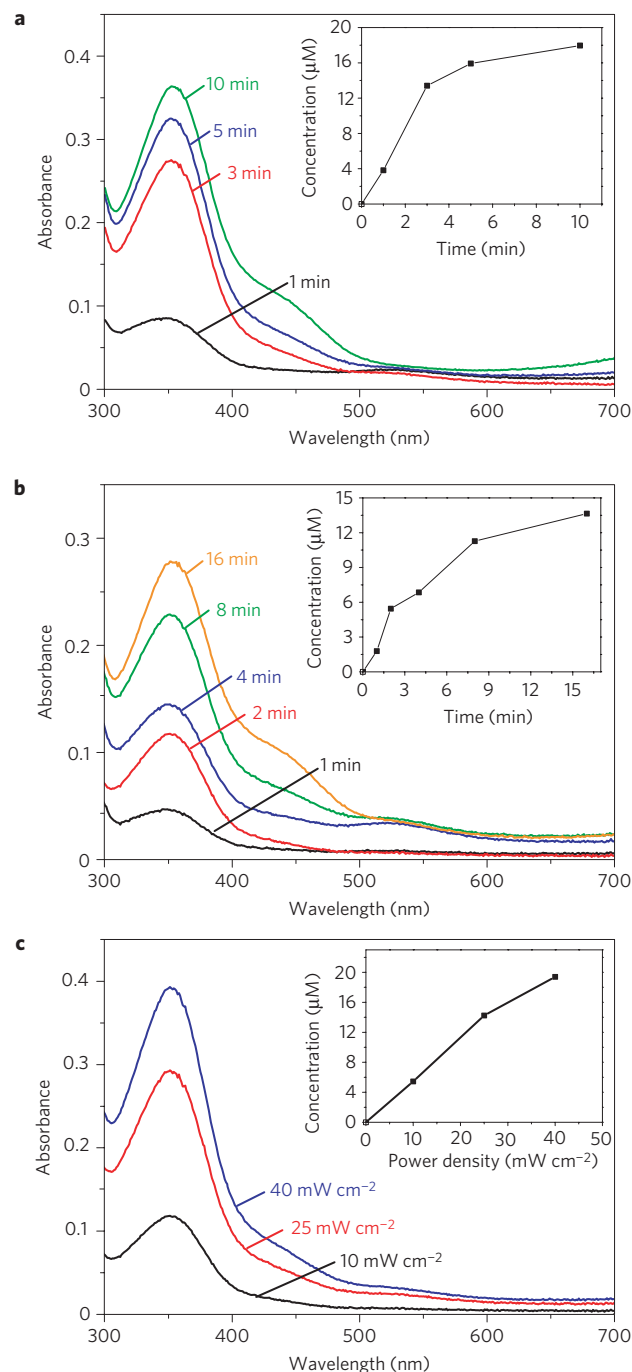 a
0.4
0.3
0.2
0.1
0
Absorbance
10 min
5 min
3 min
1 min
300
400
500
600
700
Wavelength (nm)
Concentration (μM)
20
16
12
8
4
0
0
2
4
6
8
10
Time (min)
b
0.3
0.2
0.1
0
Absorbance
16 min
8 min
4 min
2 min
1 min
300
400
500
600
700
Wavelength (nm)
Concentration (μM)
15
12
9
6
3
0
0
3
6
9
12
15
Time (min)
c
0.4
0.3
0.2
0.1
0
Absorbance
40 mW cm⁻²
25 mW cm⁻²
10 mW cm⁻²
300
400
500
600
700
Wavelength (nm)
Concentration (μM)
20
16
12
8
4
0
0
10
20
30
40
50
Power density (mW cm⁻²)